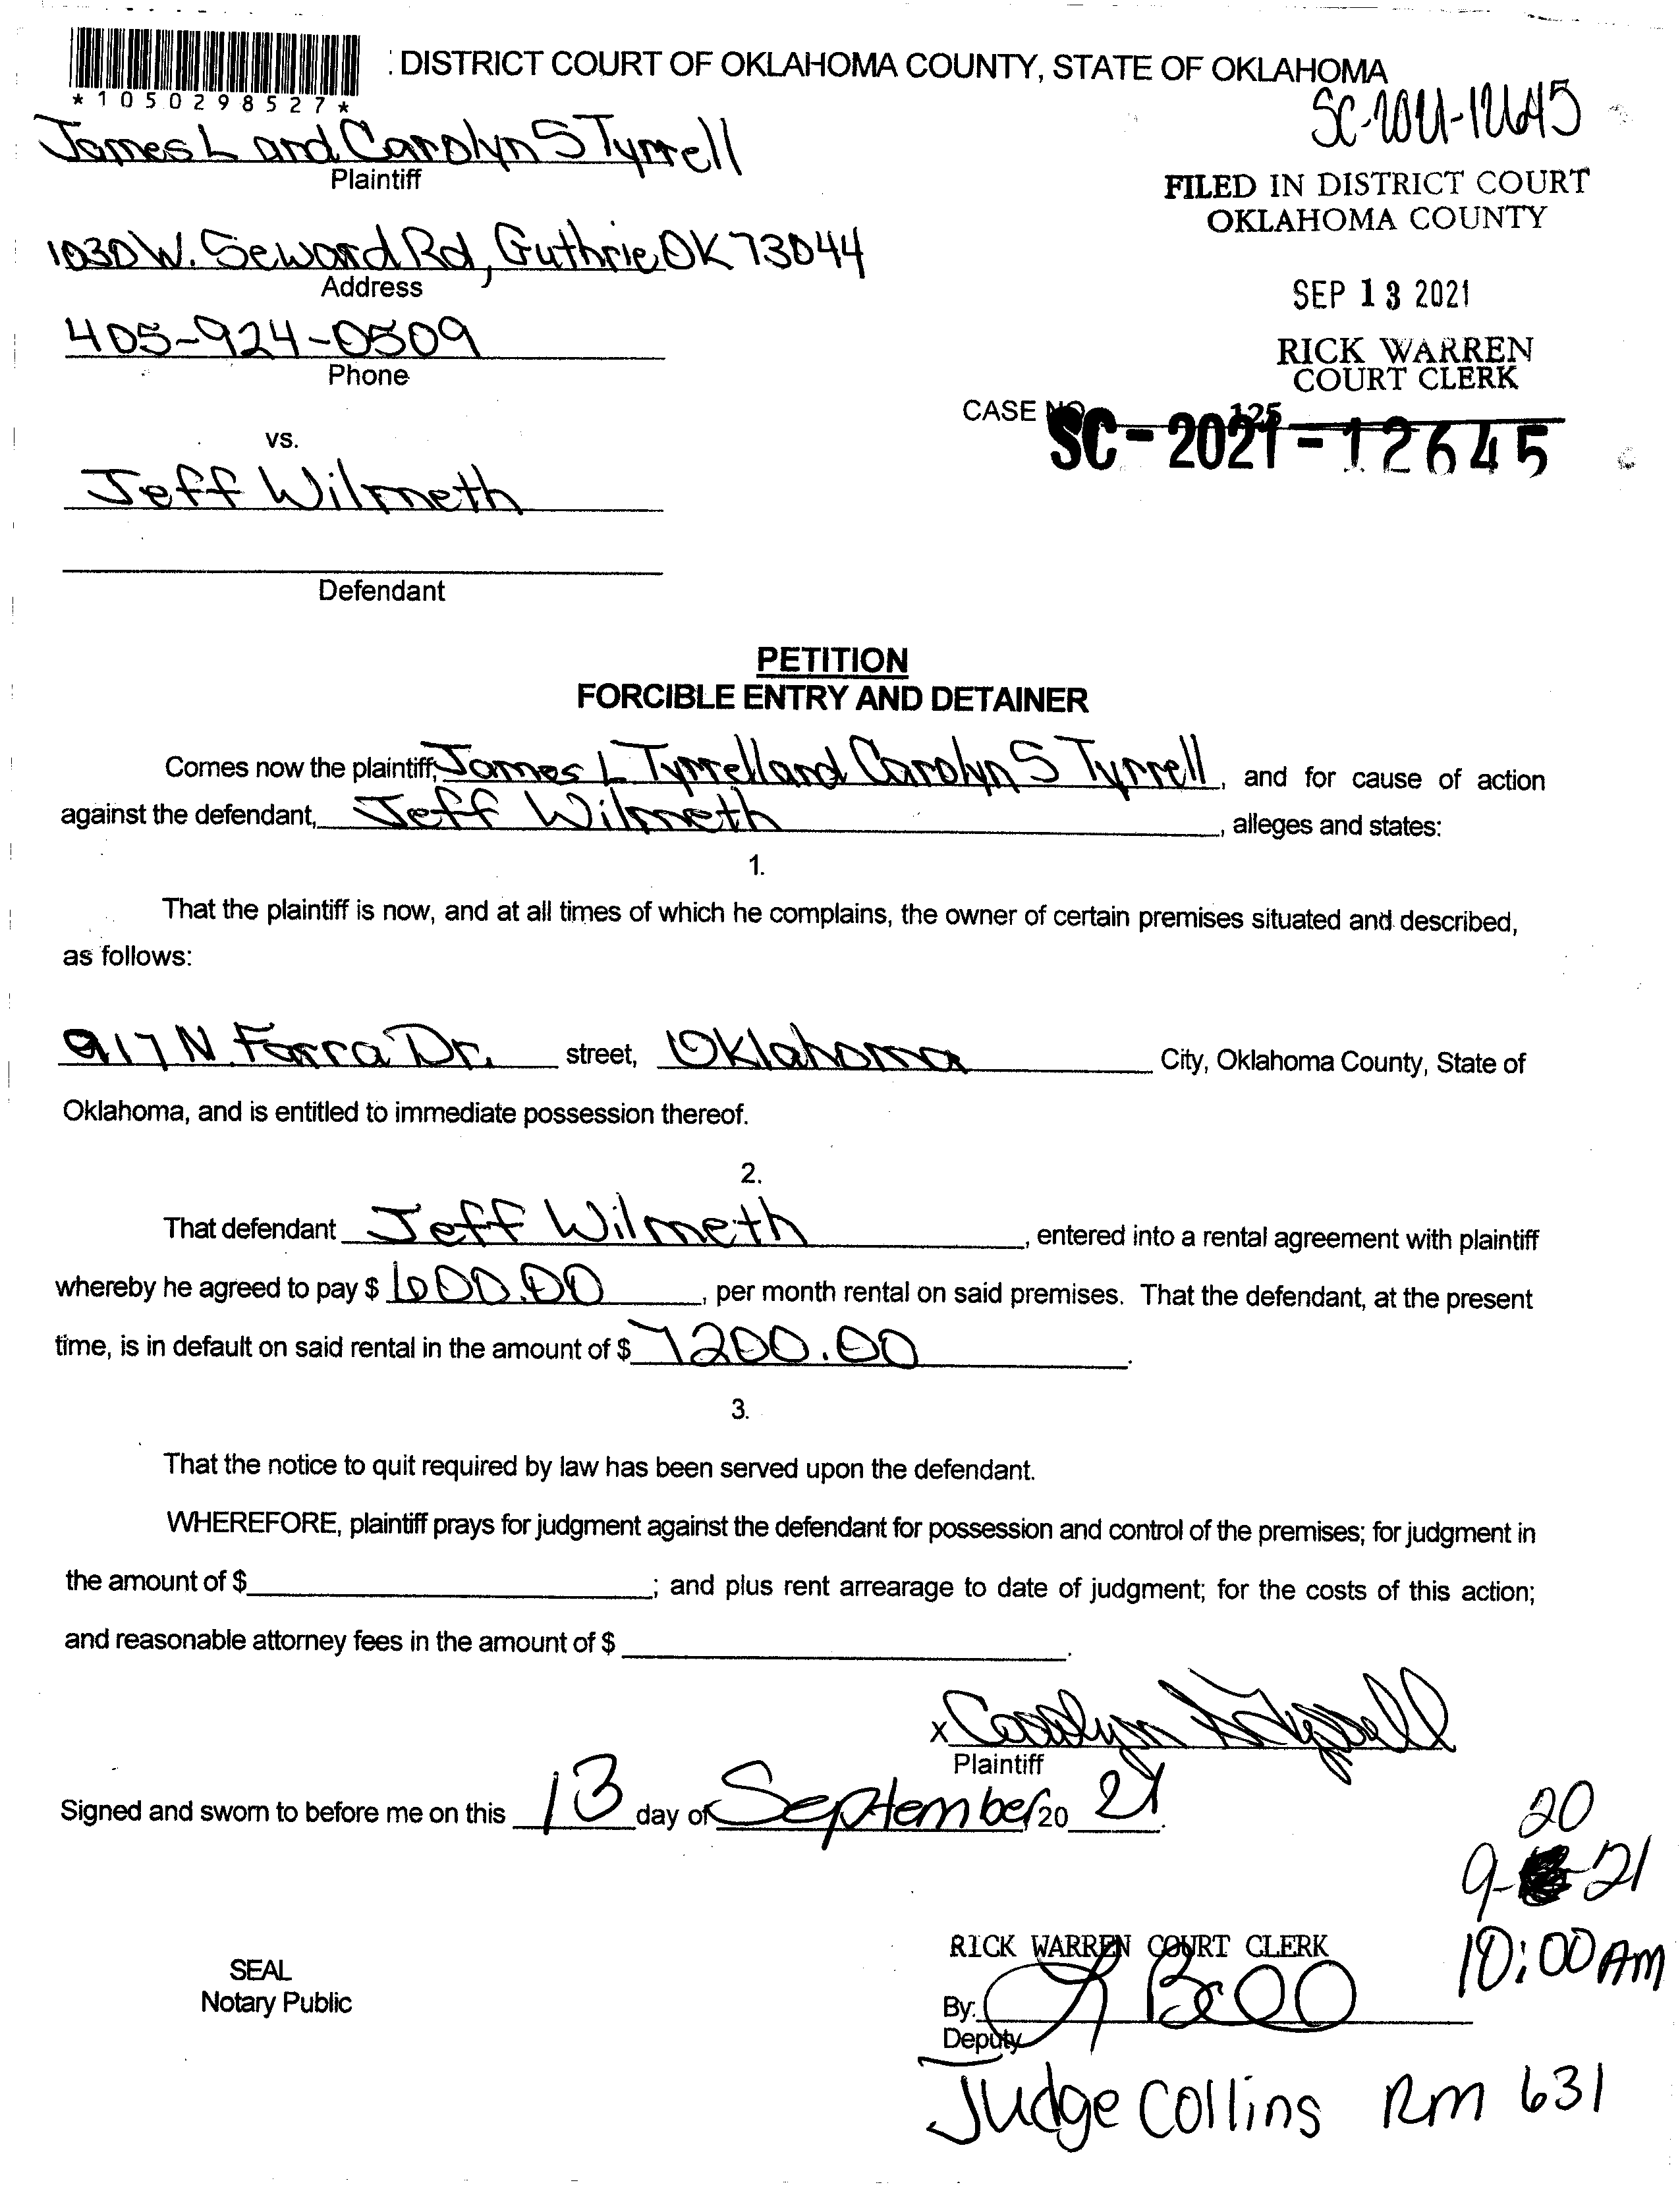 : DISTRICT COURT OF OKLAHOMA COUNTY, STATE OF OKLAHOMA
*1050298527*
SC-2021-12645
James L and Carolyn S Tyrrell
Plaintiff
FILED IN DISTRICT COURT
OKLAHOMA COUNTY
1030 W. Seward Rd, Guthrie OK 73044
Address
SEP 13 2021
405-924-0509
Phone
RICK WARREN
COURT CLERK
125
CASE NO.
SC-2021-12645
vs.
Jeff Wilmeth
Defendant
PETITION
FORCIBLE ENTRY AND DETAINER
Comes now the plaintiff, James L Tyrrell and Carolyn S Tyrrell, and for cause of action
against the defendant, Jeff Wilmeth, alleges and states:
1.
That the plaintiff is now, and at all times of which he complains, the owner of certain premises situated and described,
as follows:
917 N. Farra Dr. street, Oklahoma City, Oklahoma County, State of
Oklahoma, and is entitled to immediate possession thereof.
2.
That defendant Jeff Wilmeth, entered into a rental agreement with plaintiff
whereby he agreed to pay $ 600.00, per month rental on said premises. That the defendant, at the present
time, is in default on said rental in the amount of $ 7200.00.
3.
That the notice to quit required by law has been served upon the defendant.
WHEREFORE, plaintiff prays for judgment against the defendant for possession and control of the premises; for judgment in
the amount of $; and plus rent arrearage to date of judgment; for the costs of this action;
and reasonable attorney fees in the amount of $.
x Carolyn S Tyrrell
Plaintiff
Signed and sworn to before me on this 13 day of September 20 21.
20
9- -21
10:00 AM
RICK WARREN COURT CLERK
SEAL
Notary Public
By:
Deputy
Judge Collins Rm 631